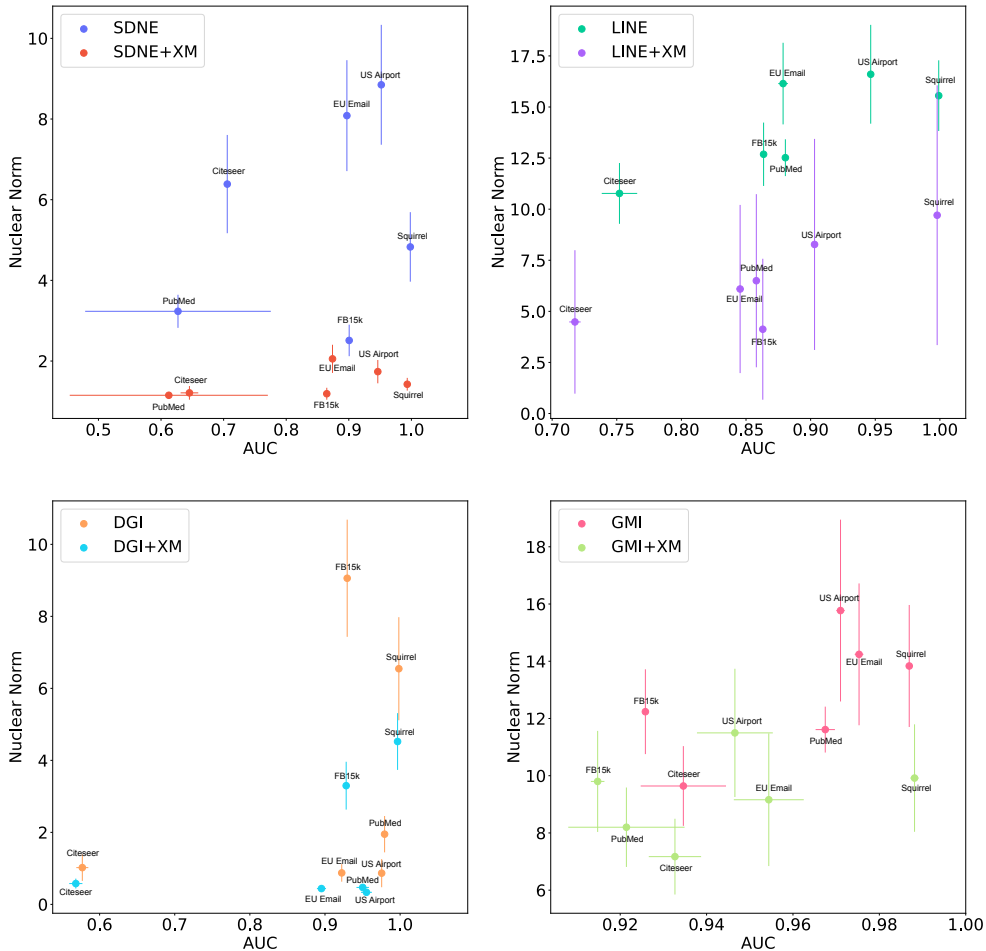 SDNE
SDNE+XM
10
8
6
4
2
Nuclear Norm
US Airport
EU Email
Citeseer
Squirrel
PubMed
FB15k
US Airport
EU Email
Citeseer
Squirrel
PubMed
FB15k
0.5 0.6 0.7 0.8 0.9 1.0
AUC
LINE
LINE+XM
17.5
15.0
12.5
10.0
7.5
5.0
2.5
0.0
Nuclear Norm
US Airport
EU Email
Squirrel
FB15k
PubMed
Citeseer
Squirrel
US Airport
PubMed
EU Email
Citeseer
FB15k
0.70 0.75 0.80 0.85 0.90 0.95 1.00
AUC
DGI
DGI+XM
10
8
6
4
2
0
Nuclear Norm
FB15k
Squirrel
Squirrel
FB15k
PubMed
Citeseer
EU Email
US Airport
PubMed
Citeseer
EU Email
US Airport
0.6 0.7 0.8 0.9 1.0
AUC
GMI
GMI+XM
18
16
14
12
10
8
6
Nuclear Norm
US Airport
Squirrel
EU Email
FB15k
US Airport
PubMed
FB15k
Citeseer
EU Email
Squirrel
PubMed
Citeseer
0.92 0.94 0.96 0.98 1.00
AUC